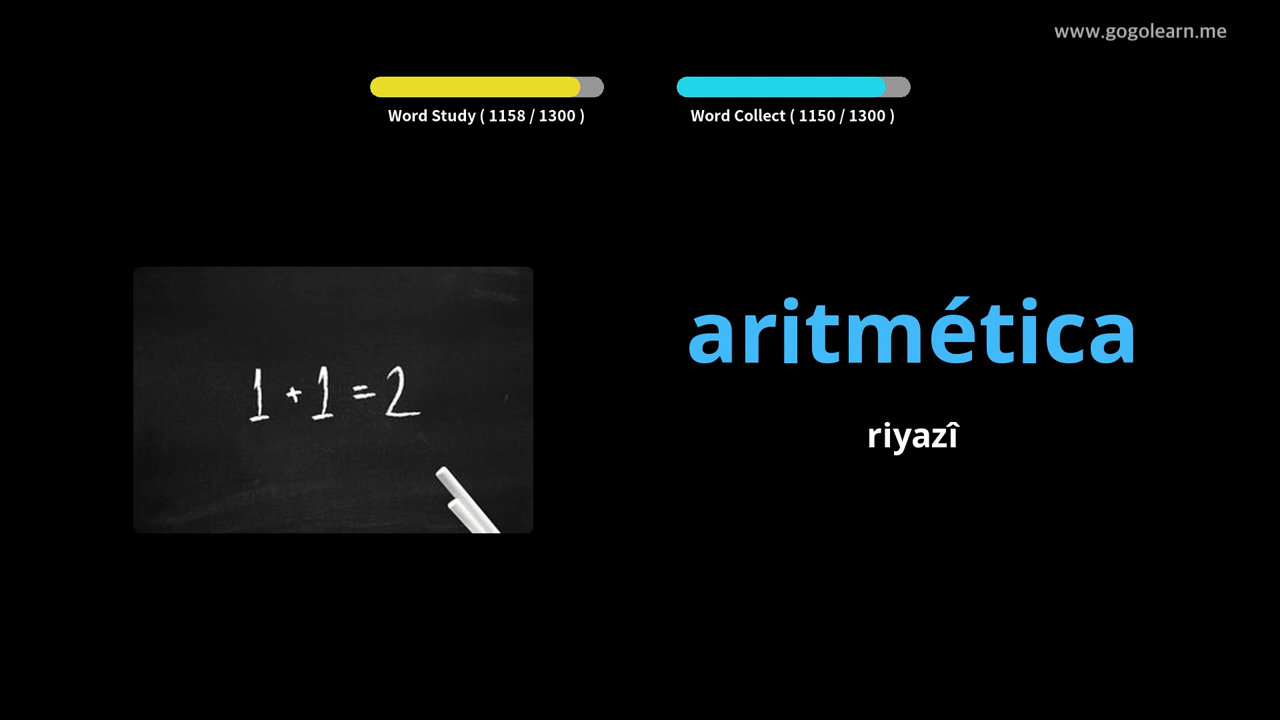 www.gogolearn.me
Word Study ( 1158 / 1300 )
Word Collect ( 1150 / 1300 )
1 + 1 = 2
aritmética
riyazî